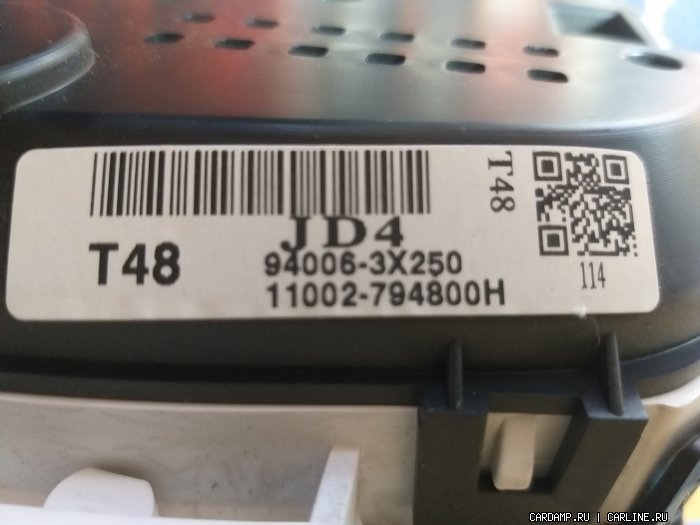 JD4
T48
94006-3X250
11002-794800H
T48
114
CARDAMP.RU | CARLINE.RU